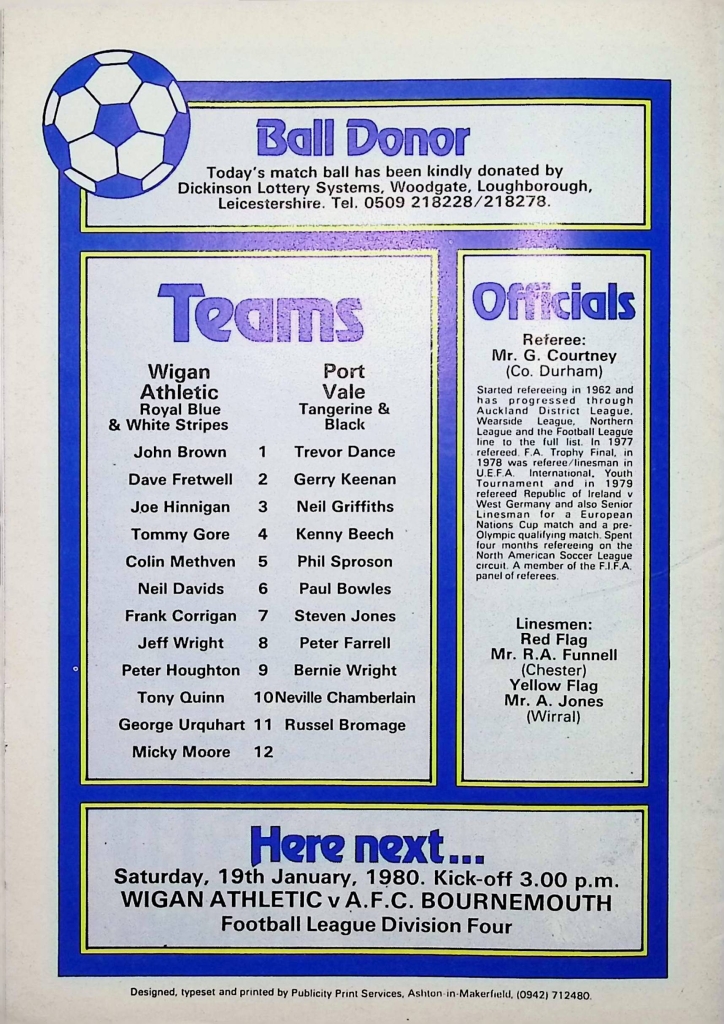 Ball Donor
Today's match ball has been kindly donated by
Dickinson Lottery Systems, Woodgate, Loughborough,
Leicestershire. Tel. 0509 218228/218278.
Teams
Wigan Athletic
Royal Blue
& White Stripes
Port Vale
Tangerine &
Black
John Brown 1 Trevor Dance
Dave Fretwell 2 Gerry Keenan
Joe Hinnigan 3 Neil Griffiths
Tommy Gore 4 Kenny Beech
Colin Methven 5 Phil Sproson
Neil Davids 6 Paul Bowles
Frank Corrigan 7 Steven Jones
Jeff Wright 8 Peter Farrell
Peter Houghton 9 Bernie Wright
Tony Quinn 10 Neville Chamberlain
George Urquhart 11 Russel Bromage
Micky Moore 12
Officials
Referee:
Mr. G. Courtney
(Co. Durham)
Started refereeing in 1962 and
has progressed through
Auckland District League,
Wearside League, Northern
League and the Football League
line to the full list. In 1977
refereed F.A. Trophy Final, in
1978 was referee/linesman in
U.E.F.A. International, Youth
Tournament and in 1979
refereed Republic of Ireland v
West Germany and also Senior
Linesman for a European
Nations Cup match and a pre-
Olympic qualifying match. Spent
four months refereeing on the
North American Soccer League
circuit. A member of the F.I.F.A.
panel of referees.
Linesmen:
Red Flag
Mr. R.A. Funnell
(Chester)
Yellow Flag
Mr. A. Jones
(Wirral)
Here next...
Saturday, 19th January, 1980. Kick-off 3.00 p.m.
WIGAN ATHLETIC v A.F.C. BOURNEMOUTH
Football League Division Four
Designed, typeset and printed by Publicity Print Services, Ashton-in-Makerfield, (0942) 712480.